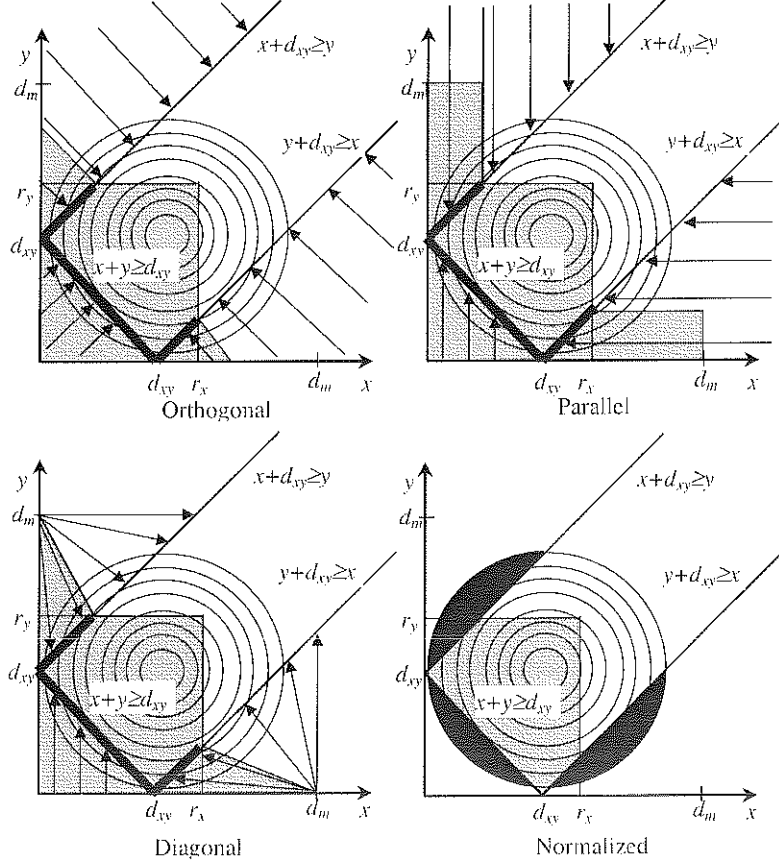 y
x+d_xy≥y
d_m
y+d_xy≥x
r_y
d_xy
x+y≥d_xy
d_xy r_x d_m x
Orthogonal
y
x+d_xy≥y
d_m
y+d_xy≥x
r_y
d_xy
x+y≥d_xy
d_xy r_x d_m x
Parallel
y
x+d_xy≥y
d_m
y+d_xy≥x
r_y
d_xy
x+y≥d_xy
d_xy r_x d_m x
Diagonal
y
x+d_xy≥y
d_m
y+d_xy≥x
r_y
d_xy
x+y≥d_xy
d_xy r_x d_m x
Normalized